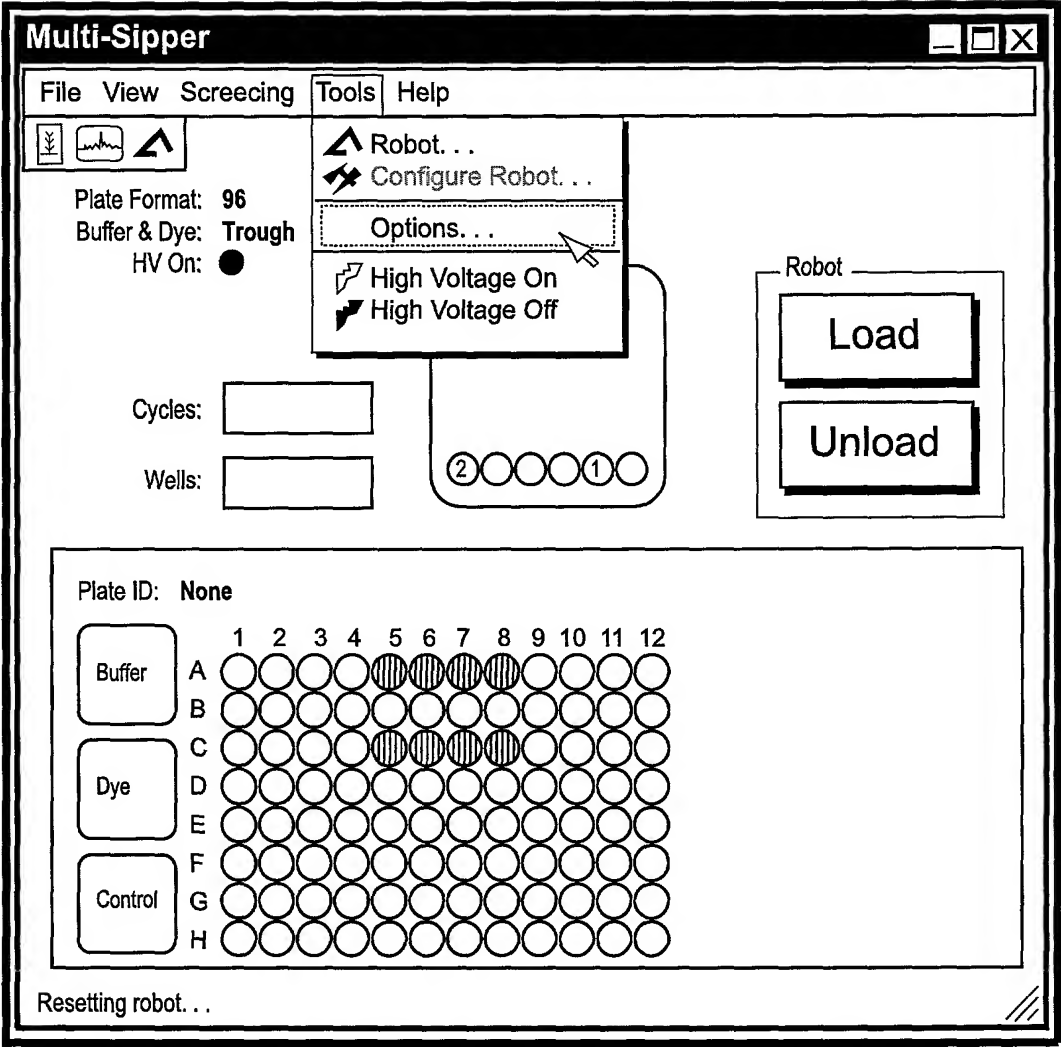 Multi-Sipper
File View Screecing Tools Help
Robot. . .
Configure Robot. . .
Options. . .
High Voltage On
High Voltage Off
Plate Format: 96
Buffer & Dye: Trough
HV On:
Robot
Load
Unload
Cycles:
Wells:
2 1
Plate ID: None
1 2 3 4 5 6 7 8 9 10 11 12
Buffer
Dye
Control
A
B
C
D
E
F
G
H
Resetting robot. . .